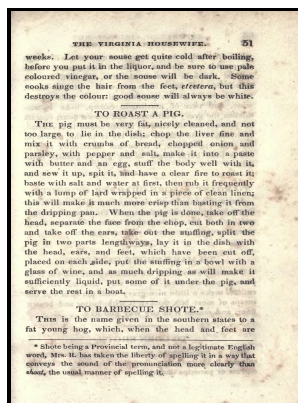 THE VIRGINIA HOUSEWIFE. 51
weeks. Let your souse get quite cold after boiling,
before you put it in the liquor, and be sure to use pale
coloured vinegar, or the souse will be dark. Some
cooks singe the hair from the feet, etcetera, but this
destroys the colour: good souse will always be white.
TO ROAST A PIG.
THE pig must be very fat, nicely cleaned, and not
too large to lie in the dish; chop the liver fine and
mix it with crumbs of bread, chopped onion and
parsley, with pepper and salt, make it into a paste
with butter and an egg, stuff the body well with it,
and sew it up, spit it, and have a clear fire to roast it;
baste with salt and water at first, then rub it frequently
with a lump of lard wrapped in a piece of clean linen;
this will make it much more crisp than basting it from
the dripping pan. When the pig is done, take off the
head, separate the face from the chop, cut both in two
and take off the ears, take out the stuffing, split the
pig in two parts lengthways, lay it in the dish with
the head, ears, and feet, which have been cut off,
placed on each side, put the stuffing in a bowl with a
glass of wine, and as much dripping as will make it
sufficiently liquid, put some of it under the pig, and
serve the rest in a boat.
TO BARBECUE SHOTE.*
THIS is the name given in the southern states to a
fat young hog, which, when the head and feet are
* Shote being a Provincial term, and not a legitimate English
word, Mrs. R. has taken the liberty of spelling it in a way that
conveys the sound of the pronunciation more clearly than
shoat, the usual manner of spelling it.